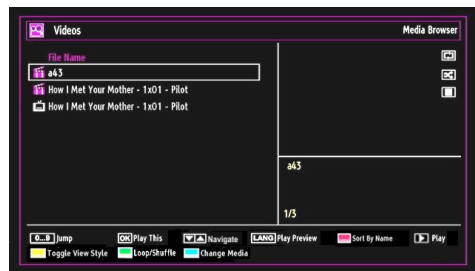 Videos Media Browser
File Name
a43
How I Met Your Mother - 1x01 - Pilot
How I Met Your Mother - 1x01 - Pilot
a43
1/3
0...9 Jump OK Play This Navigate LANG Play Preview Sort By Name Play
Toggle View Style Loop/Shuffle Change Media